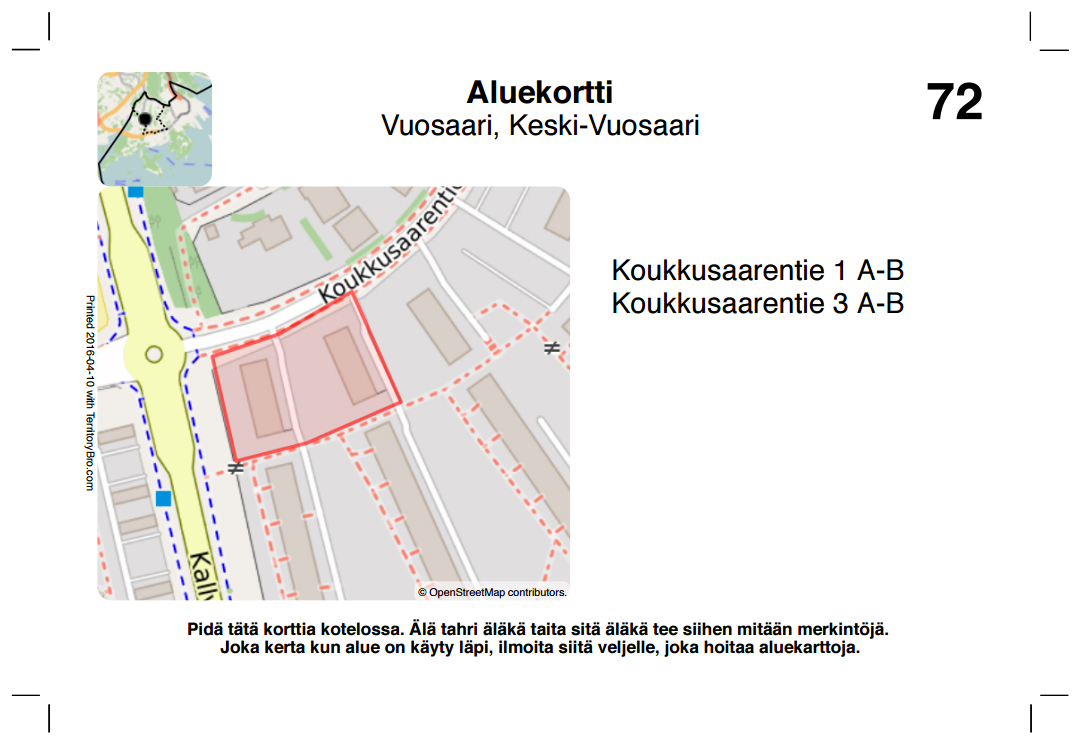 Aluekortti
Vuosaari, Keski-Vuosaari
72
Koukkusaarentie
Koukkusaarentie 1 A-B
Koukkusaarentie 3 A-B
Printed 2016-04-10 with TerritoryBro.com
Kally
© OpenStreetMap contributors.
Pidä tätä korttia kotelossa. Älä tahri äläkä taita sitä äläkä tee siihen mitään merkintöjä.
Joka kerta kun alue on käyty läpi, ilmoita siitä veljelle, joka hoitaa aluekarttoja.